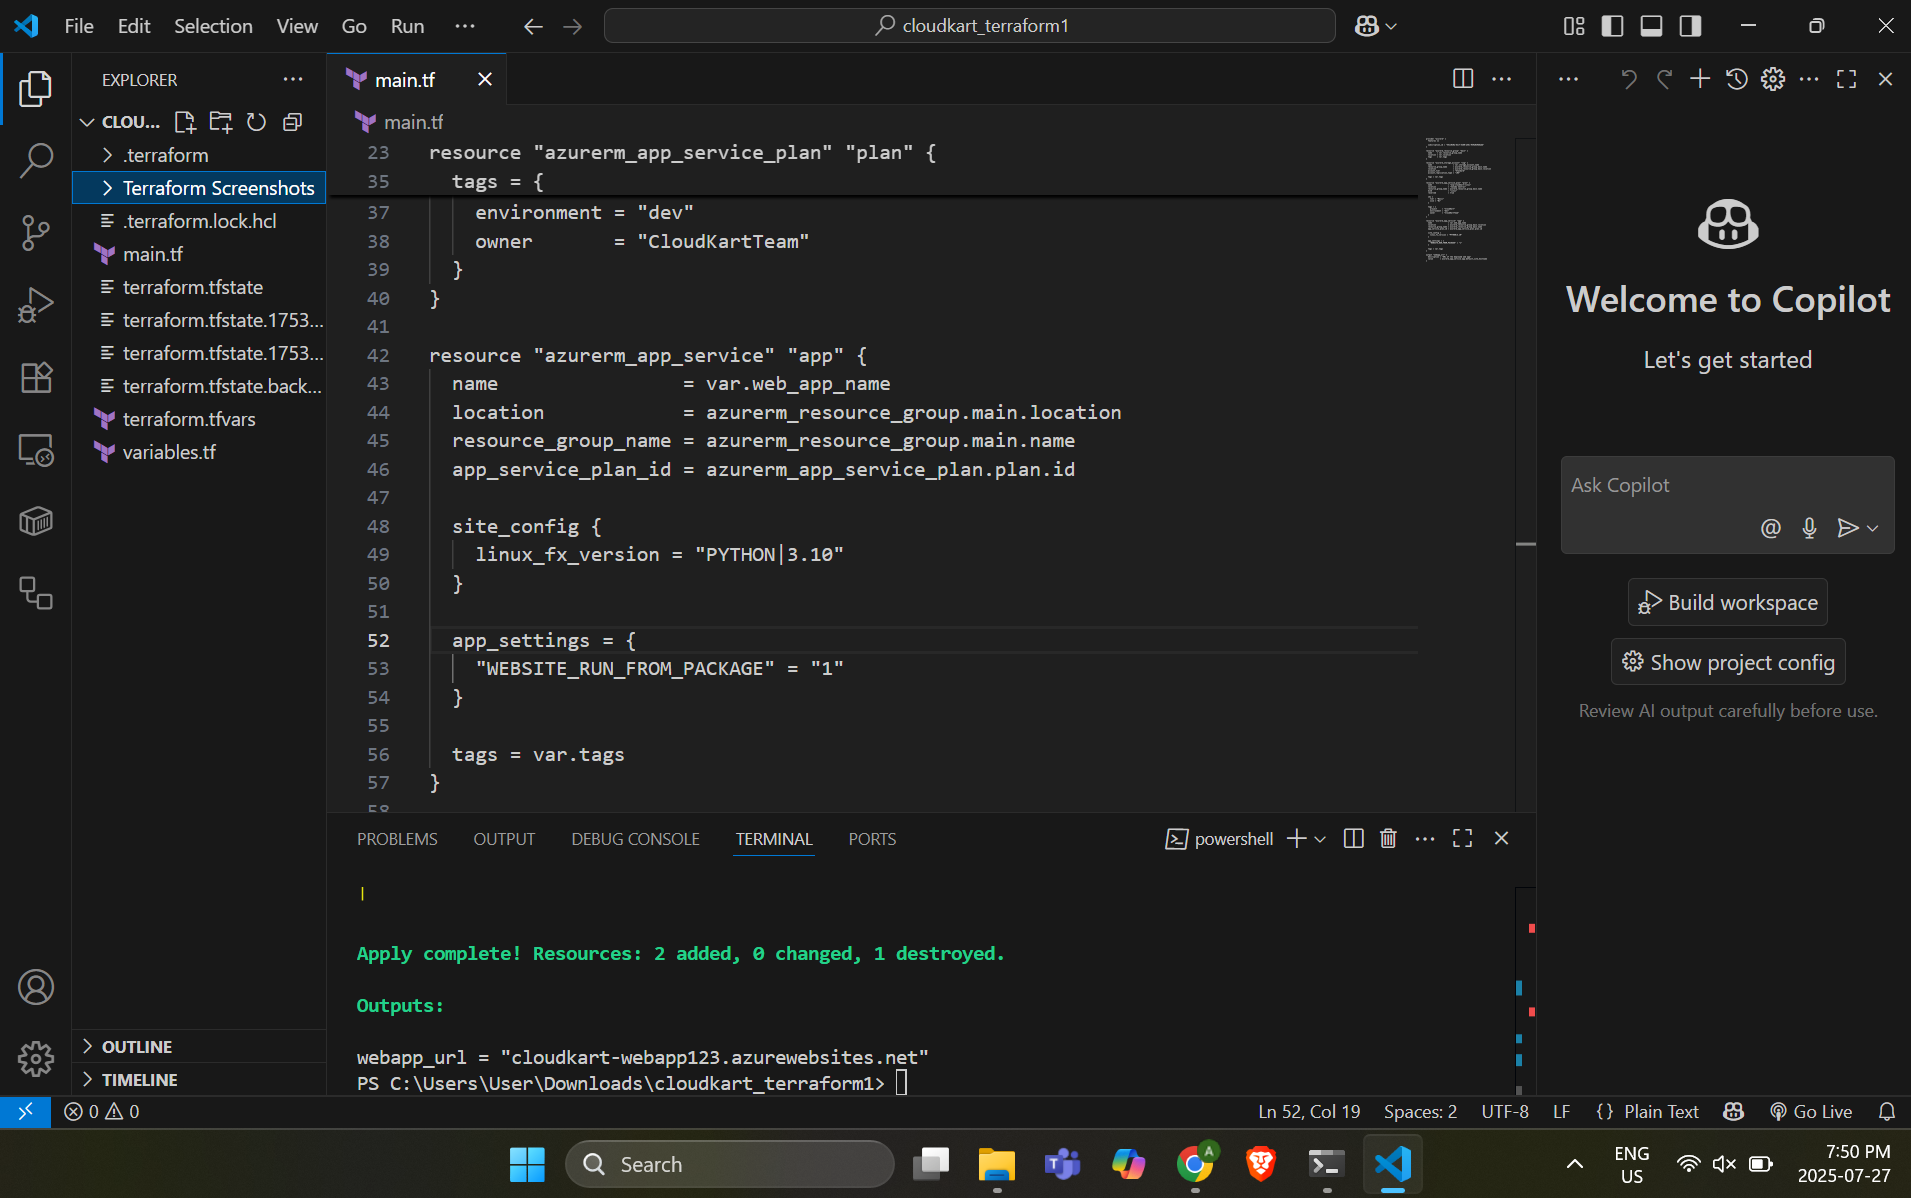 File Edit Selection View Go Run ···
cloudkart_terraform1
EXPLORER
CLOU...
.terraform
Terraform Screenshots
.terraform.lock.hcl
main.tf
terraform.tfstate
terraform.tfstate.1753...
terraform.tfstate.1753...
terraform.tfstate.back...
terraform.tfvars
variables.tf
OUTLINE
TIMELINE
main.tf
main.tf
23 resource "azurerm_app_service_plan" "plan" {
35 tags = {
37 environment = "dev"
38 owner = "CloudKartTeam"
39 }
40 }
41
42 resource "azurerm_app_service" "app" {
43 name = var.web_app_name
44 location = azurerm_resource_group.main.location
45 resource_group_name = azurerm_resource_group.main.name
46 app_service_plan_id = azurerm_app_service_plan.plan.id
47
48 site_config {
49 linux_fx_version = "PYTHON|3.10"
50 }
51
52 app_settings = {
53 "WEBSITE_RUN_FROM_PACKAGE" = "1"
54 }
55
56 tags = var.tags
57 }
58
PROBLEMS OUTPUT DEBUG CONSOLE TERMINAL PORTS
powershell
|
Apply complete! Resources: 2 added, 0 changed, 1 destroyed.
Outputs:
webapp_url = "cloudkart-webapp123.azurewebsites.net"
PS C:\Users\User\Downloads\cloudkart_terraform1>
Welcome to Copilot
Let's get started
Ask Copilot
Build workspace
Show project config
Review AI output carefully before use.
0 0
Ln 52, Col 19 Spaces: 2 UTF-8 LF {} Plain Text Go Live
Search
A
ENG
US
7:50 PM
2025-07-27